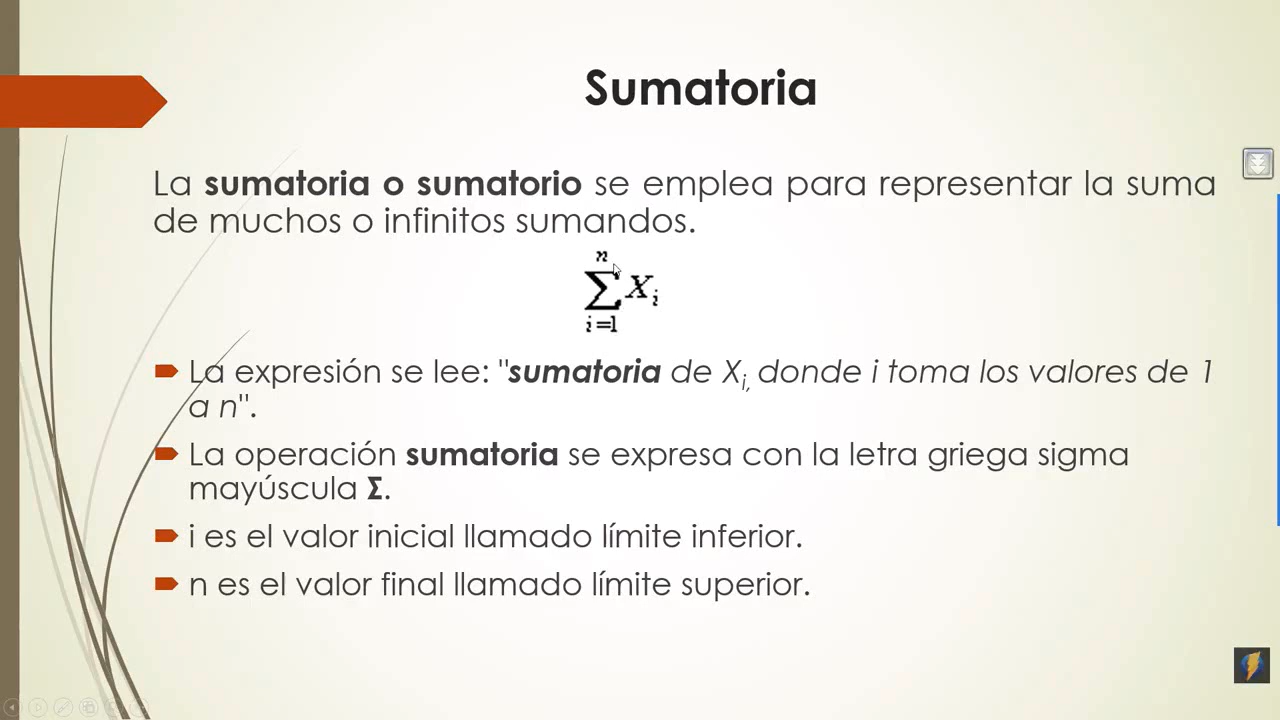 Sumatoria
La sumatoria o sumatorio se emplea para representar la suma
de muchos o infinitos sumandos.
n
∑ Xi
i=1
La expresión se lee: "sumatoria de Xi, donde i toma los valores de 1
a n".
La operación sumatoria se expresa con la letra griega sigma
mayúscula Σ.
i es el valor inicial llamado límite inferior.
n es el valor final llamado límite superior.